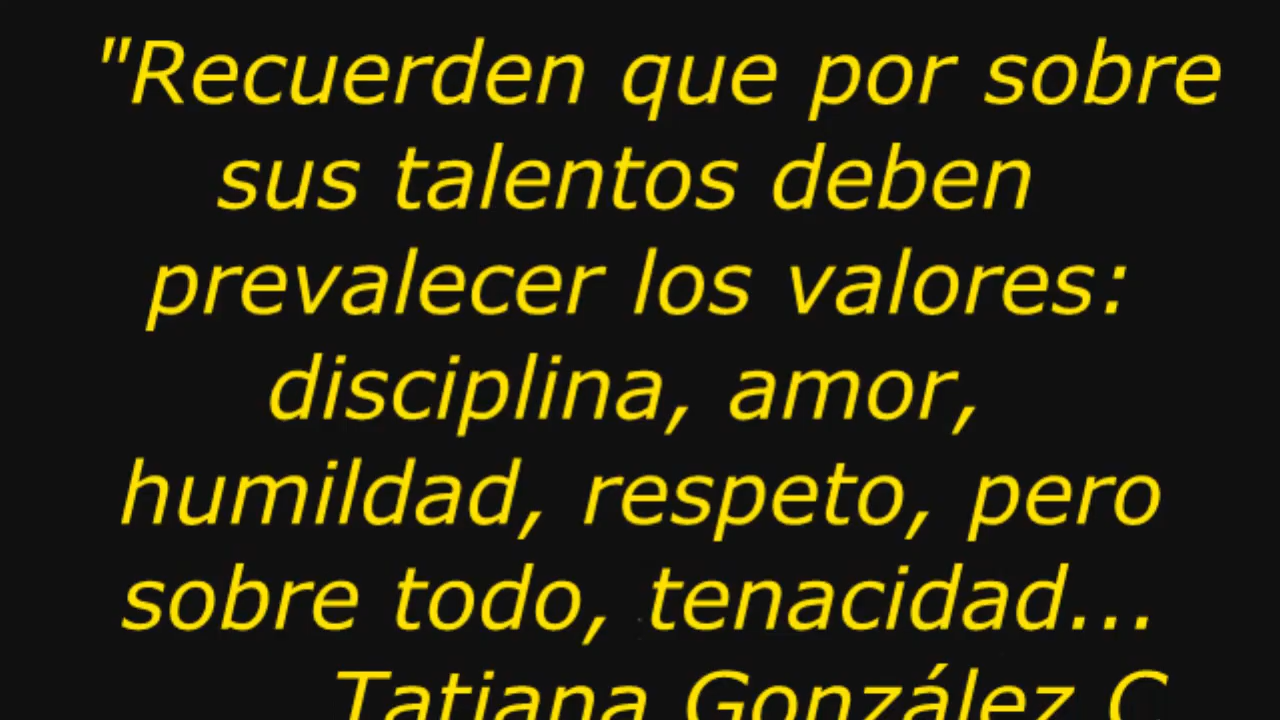 "Recuerden que por sobre
sus talentos deben
prevalecer los valores:
disciplina, amor,
humildad, respeto, pero
sobre todo, tenacidad...
Tatiana González C